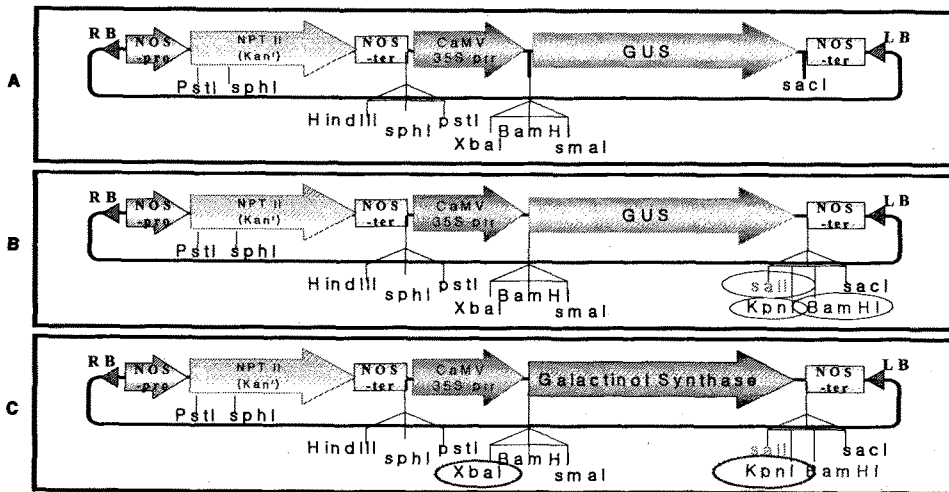 A
RB
NOS -pro
NPT II (Kanʳ)
NOS -ter
CaMV 35S prr
GUS
NOS -ter
LB
PstI sphI
sacI
HindIII sphI pstI
XbaI BamHI smaI
B
RB
NOS -pro
NPT II (Kanʳ)
NOS -ter
CaMV 35S prr
GUS
NOS -ter
LB
PstI sphI
HindIII sphI pstI
XbaI BamHI smaI
salI sacI
KpnI BamHI
C
RB
NOS -pro
NPT II (Kanʳ)
NOS -ter
CaMV 35S prr
Galactinol Synthase
NOS -ter
LB
PstI sphI
HindIII sphI pstI
XbaI BamHI smaI
salI sacI
KpnI BamHI